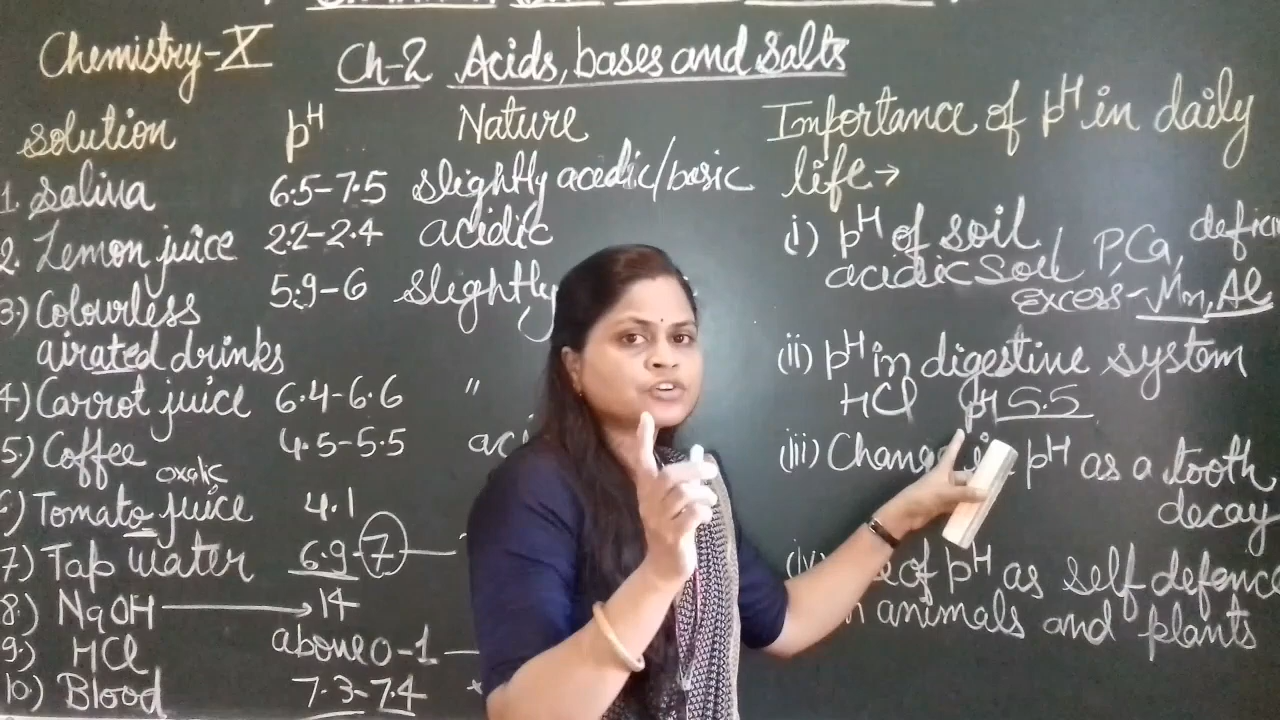 Chemistry-X
Ch-2 Acids, bases and salts
Solution pH Nature
1. Saliva 6.5-7.5 slightly acedic/basic
2. Lemon juice 2.2-2.4 acidic
3.) Colourless 5.9-6 slightly
airated drinks
4.) Carrot juice 6.4-6.6 "
5.) Coffee 4.5-5.5
oxalic
6.) Tomato juice 4.1
7.) Tap water 6.9-7
8.) NaOH → 14
9.) HCl above 0-1
10.) Blood 7.3-7.4
Importance of pH in daily
life→
i) pH of soil
acidic soil P, Ca,
excess- Mn, Al
(ii) pH in digestive system
HCl pH 5.5
(iii) Change in pH as a tooth
decay
of pH as self defence
animals and plants